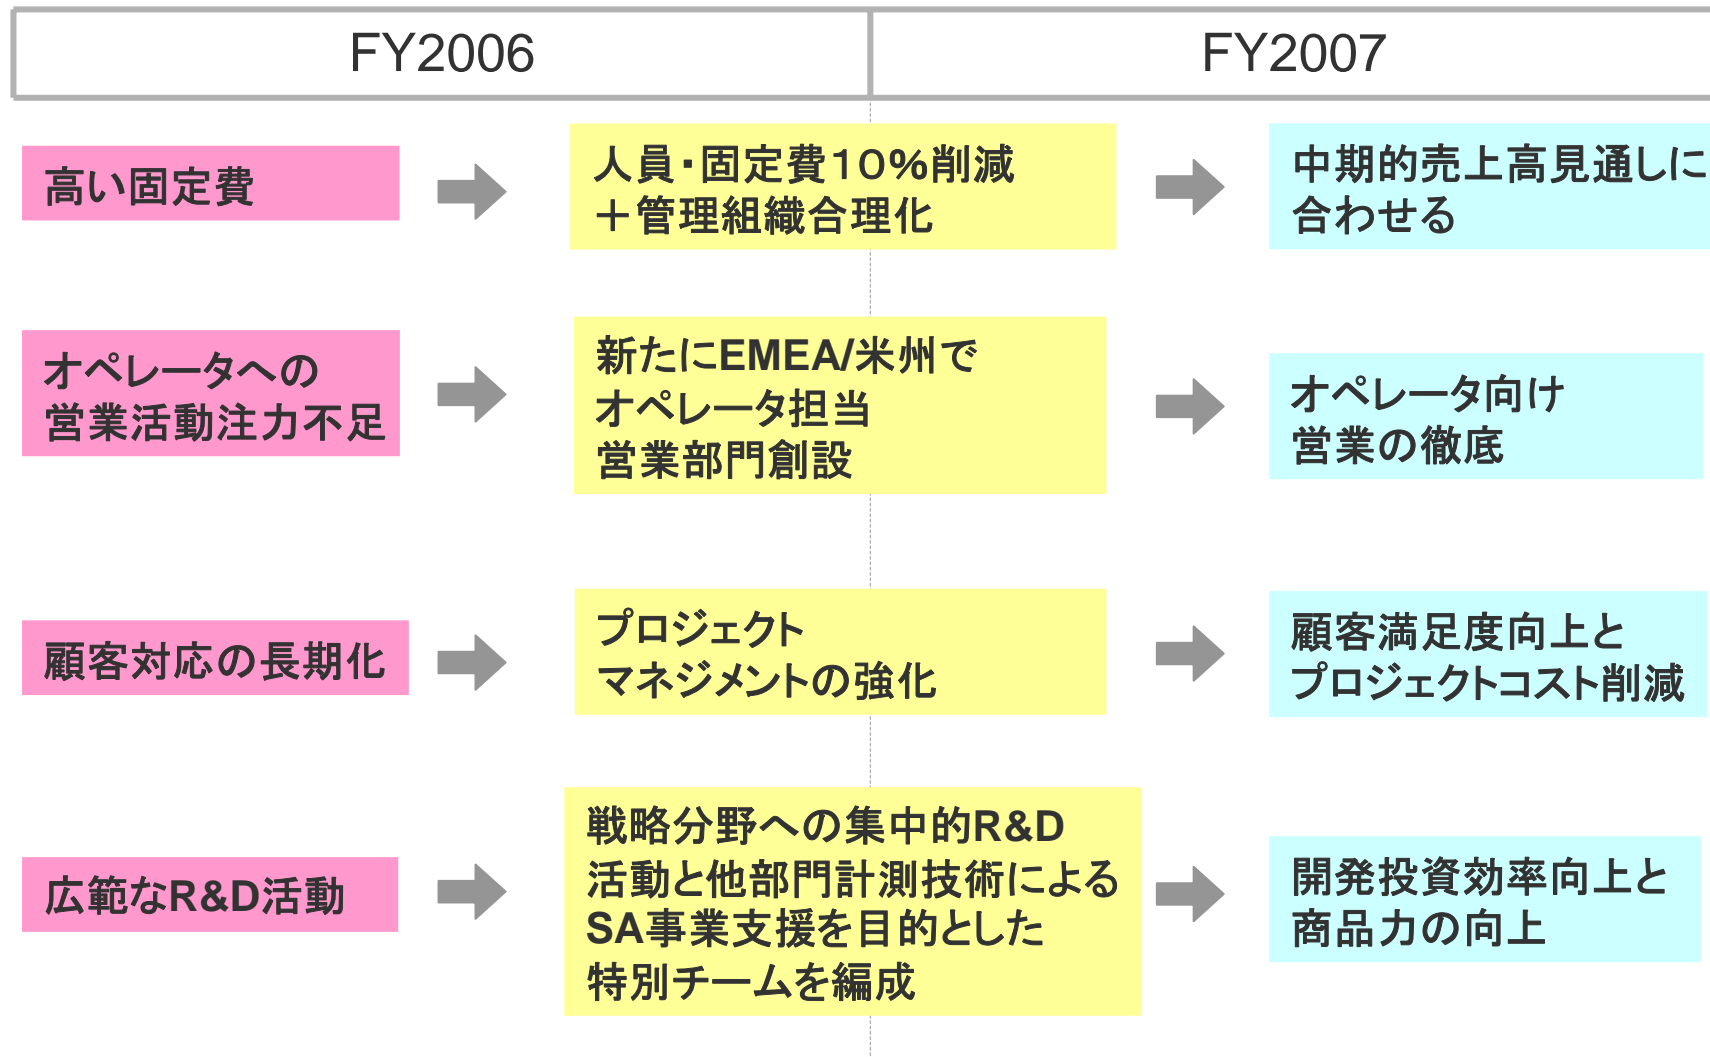 FY2006
FY2007
高い固定費
人員・固定費10%削減
＋管理組織合理化
中期的売上高見通しに
合わせる
オペレータへの
営業活動注力不足
新たにEMEA/米州で
オペレータ担当
営業部門創設
オペレータ向け
営業の徹底
顧客対応の長期化
プロジェクト
マネジメントの強化
顧客満足度向上と
プロジェクトコスト削減
広範なR&D活動
戦略分野への集中的R&D
活動と他部門計測技術による
SA事業支援を目的とした
特別チームを編成
開発投資効率向上と
商品力の向上